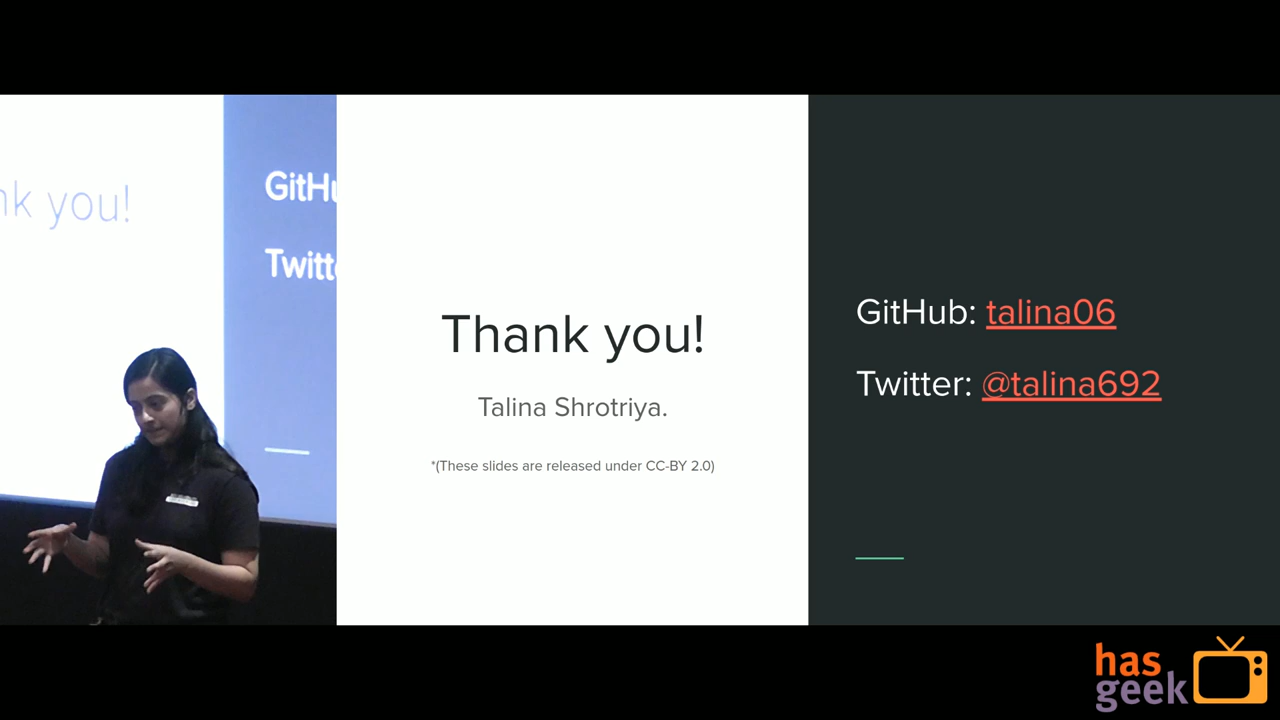 nk you!
GitHu
Twitt
Thank you!
Talina Shrotriya.
*(These slides are released under CC-BY 2.0)
GitHub: talina06
Twitter: @talina692
has
geek